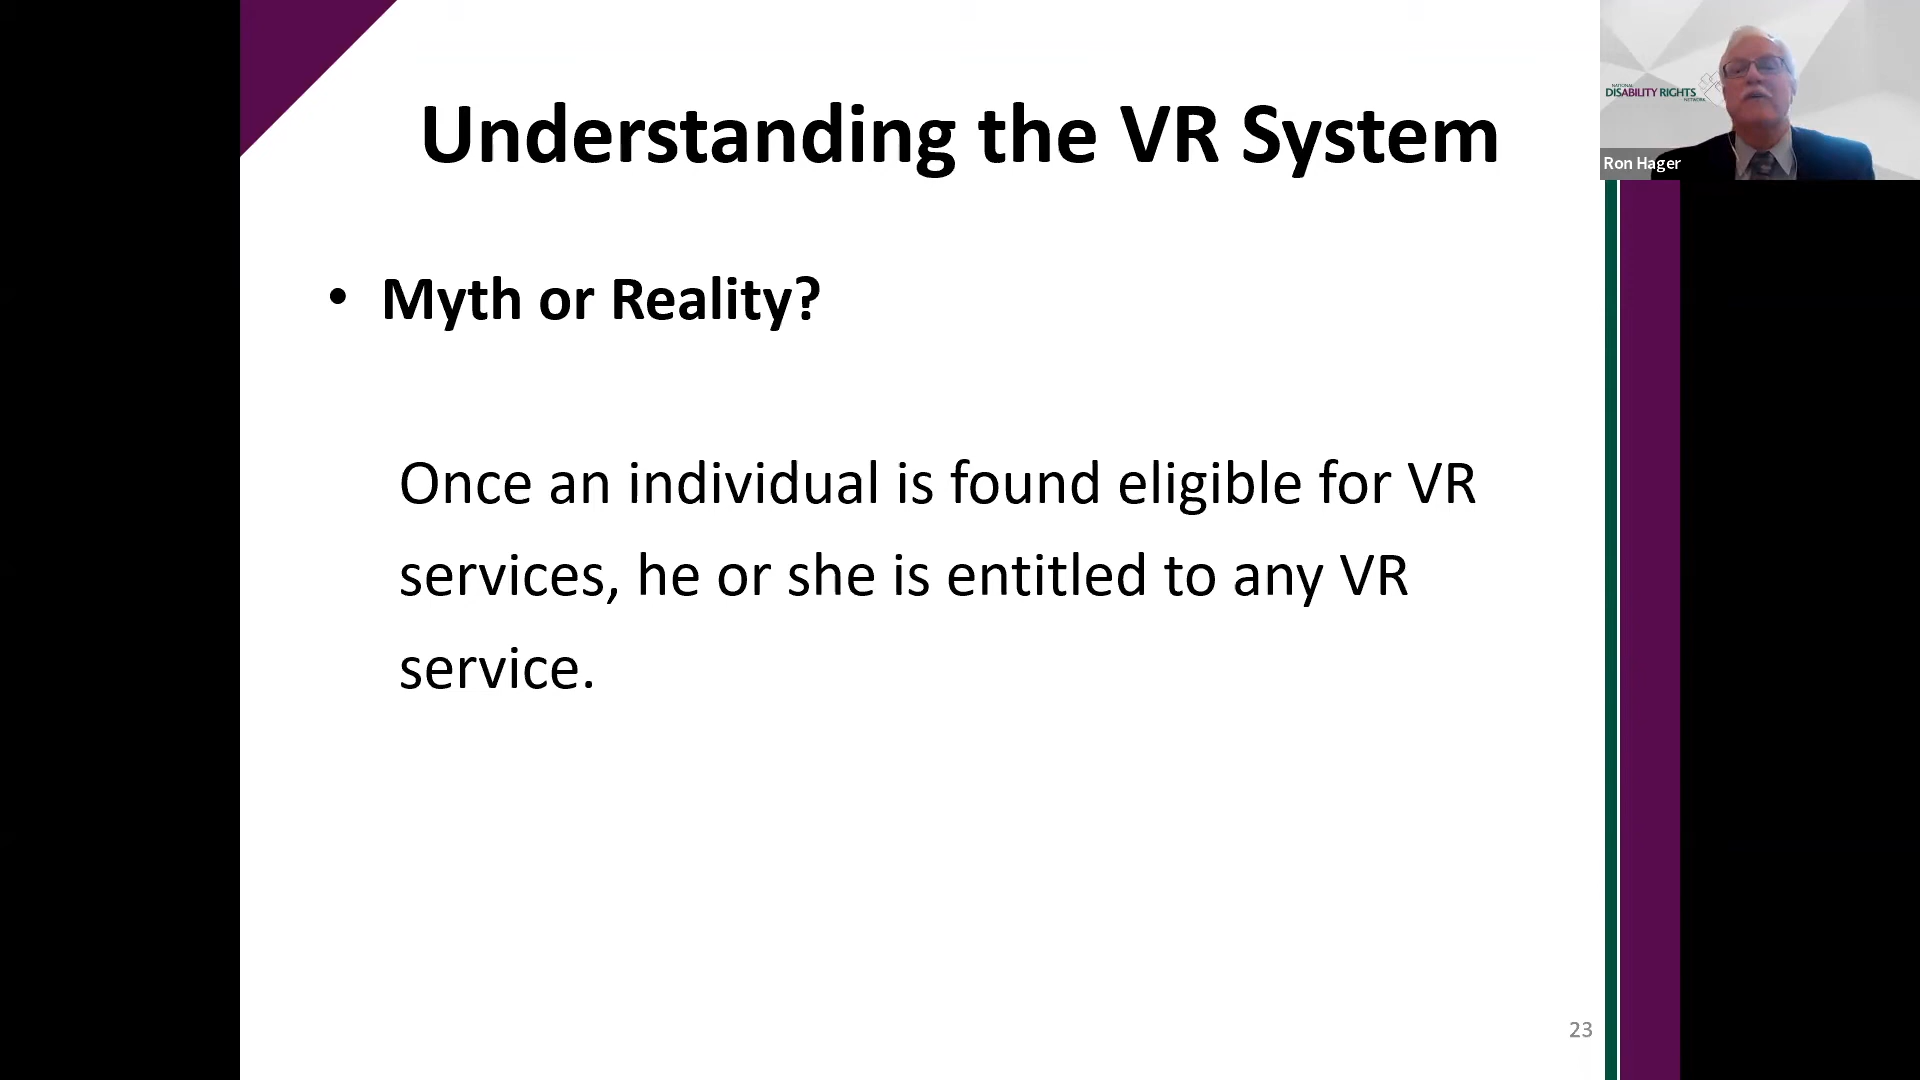 Understanding the VR System
• Myth or Reality?
Once an individual is found eligible for VR
services, he or she is entitled to any VR
service.
23
NATIONAL
DISABILITY RIGHTS
NETWORK
Ron Hager